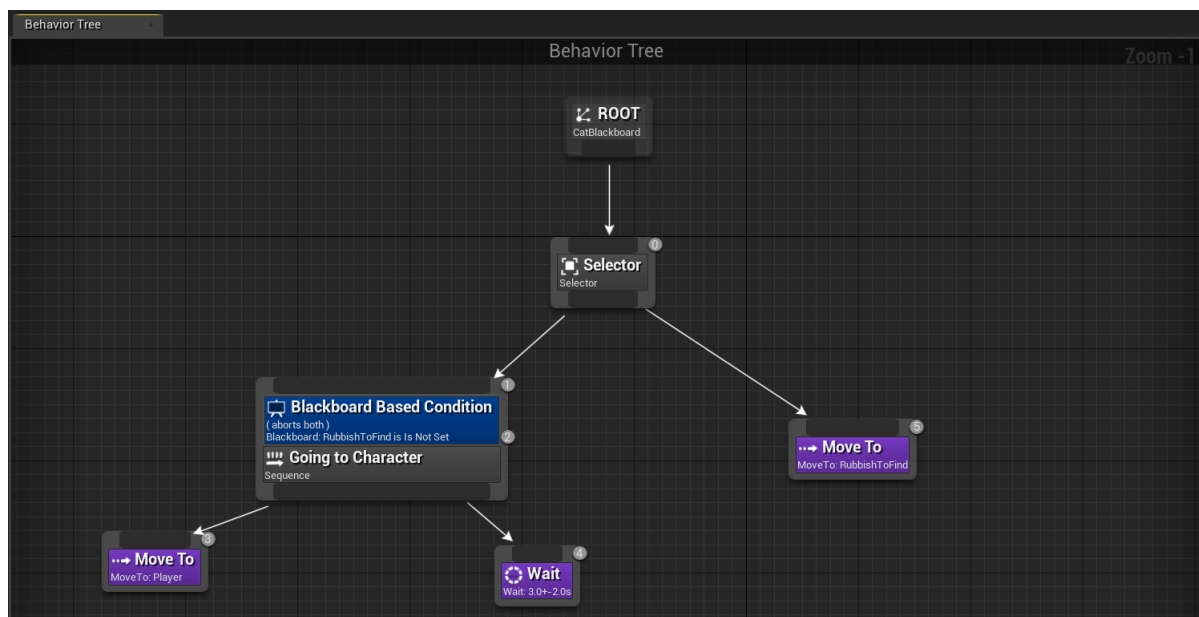 Behavior Tree
Behavior Tree
Zoom -1
ROOT
CatBlackboard
0
Selector
Selector
1
Blackboard Based Condition
( aborts both )
Blackboard: RubbishToFind is Is Not Set
2
Going to Character
Sequence
5
Move To
MoveTo: RubbishToFind
3
Move To
MoveTo: Player
4
Wait
Wait: 3.0+-2.0s